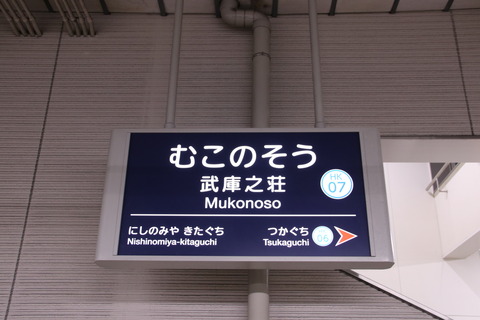 むこのそう
武庫之荘
Mukonoso
HK
07
にしのみや きたぐち
Nishinomiya-kitaguchi
つかぐち
Tsukaguchi
06